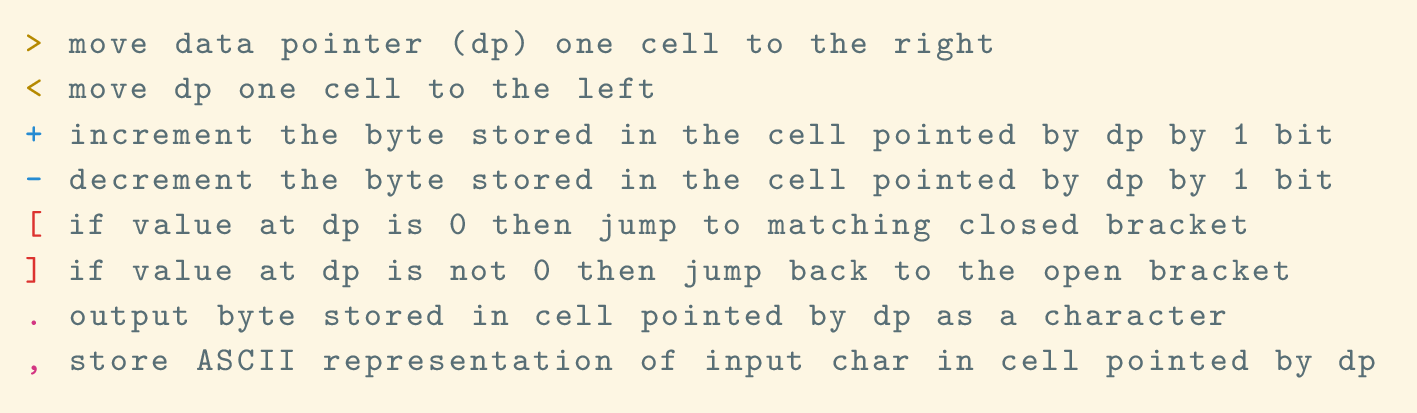 > move data pointer (dp) one cell to the right
< move dp one cell to the left
+ increment the byte stored in the cell pointed by dp by 1 bit
- decrement the byte stored in the cell pointed by dp by 1 bit
[ if value at dp is 0 then jump to matching closed bracket
] if value at dp is not 0 then jump back to the open bracket
. output byte stored in cell pointed by dp as a character
, store ASCII representation of input char in cell pointed by dp